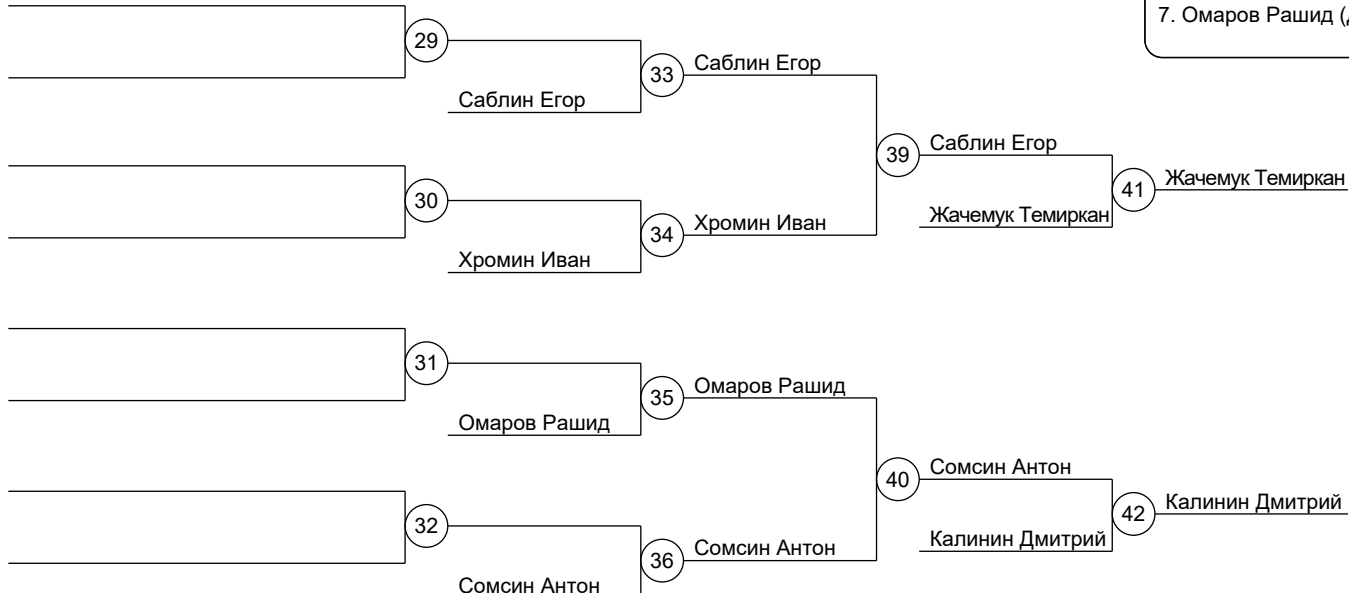 7. Омаров Рашид (
29
33
Саблин Егор
Саблин Егор
39
Саблин Егор
41
Жачемук Темиркан
30
34
Хромин Иван
Жачемук Темиркан
Хромин Иван
31
35
Омаров Рашид
Омаров Рашид
40
Сомсин Антон
42
Калинин Дмитрий
32
36
Сомсин Антон
Калинин Дмитрий
Сомсин Антон